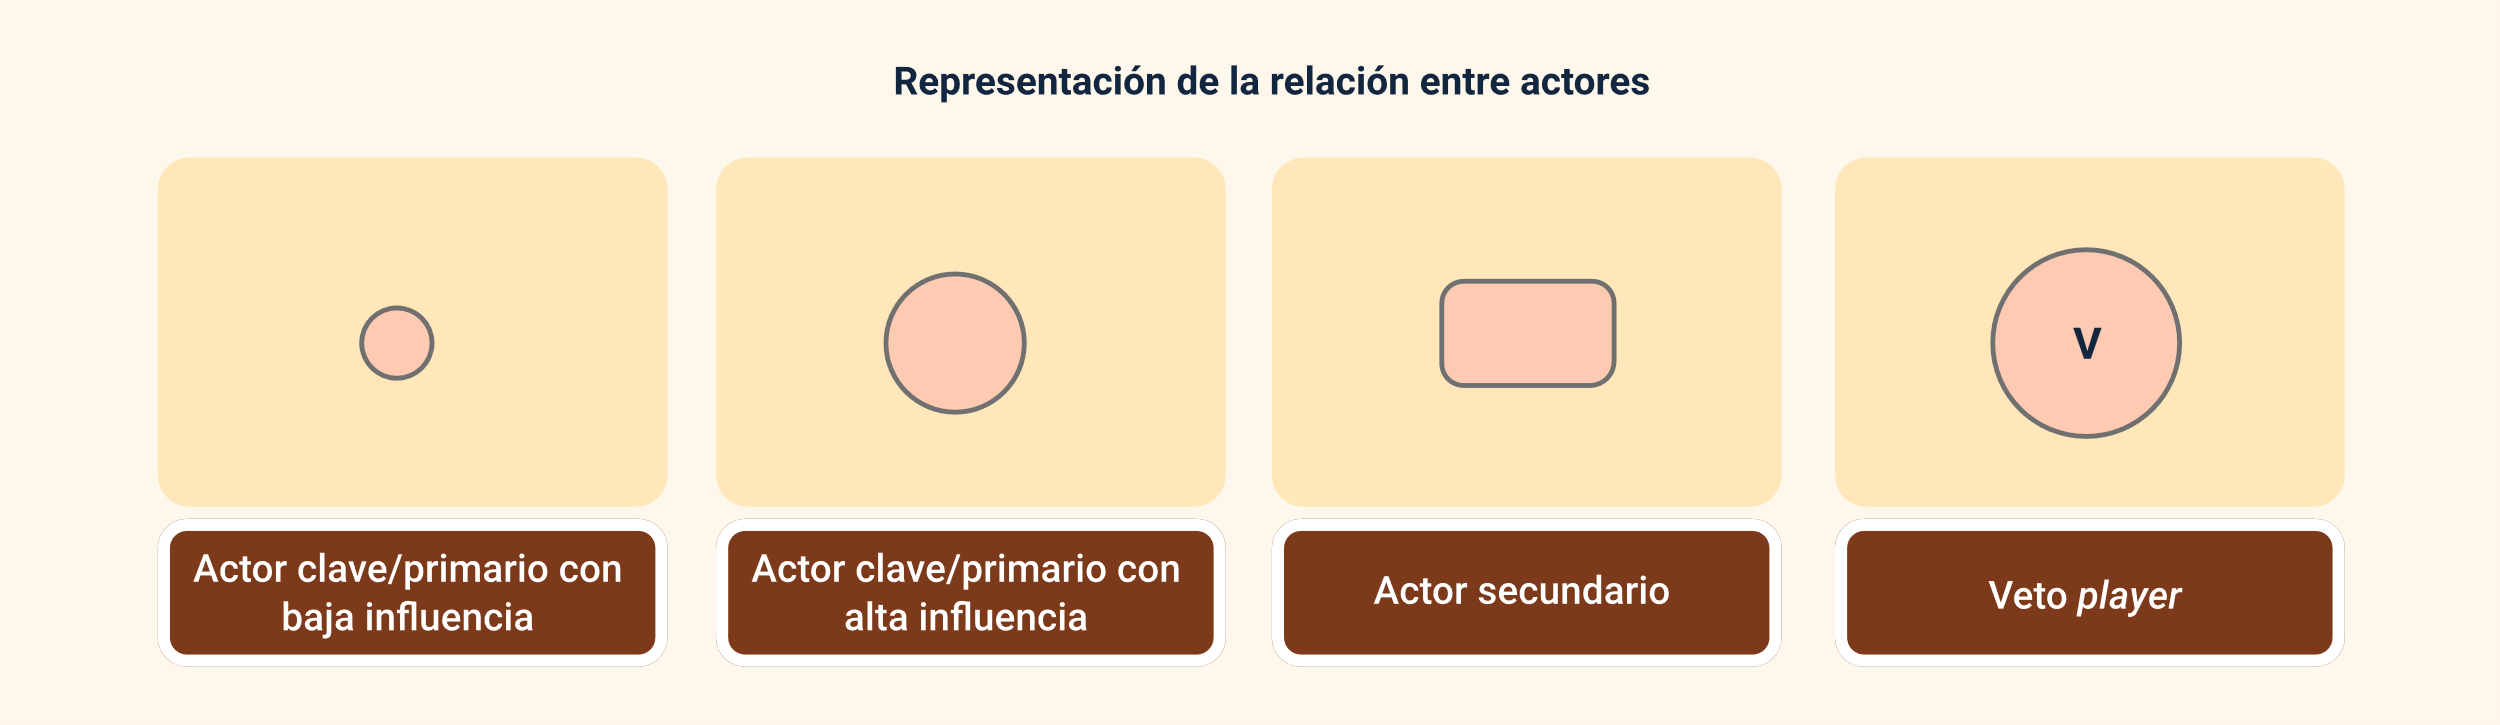 Representación de la relación entre actores
V
Actor clave/primario con
baja influencia
Actor clave/primario con
alta influencia
Actor secundario
Veto player